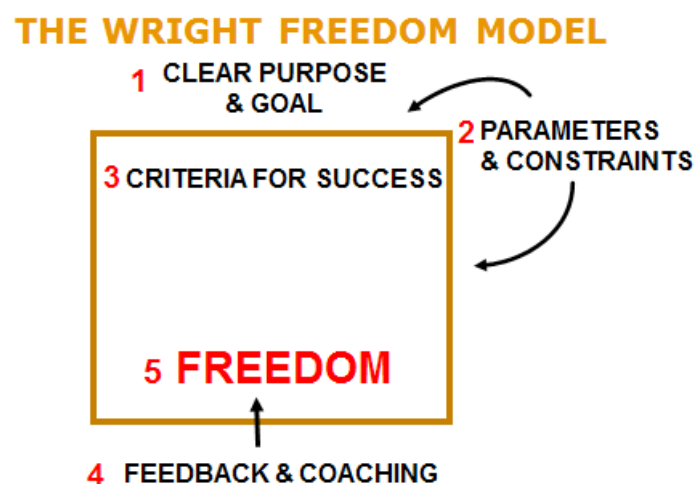 THE WRIGHT FREEDOM MODEL
1 CLEAR PURPOSE
& GOAL
2 PARAMETERS
& CONSTRAINTS
3 CRITERIA FOR SUCCESS
5 FREEDOM
4 FEEDBACK & COACHING